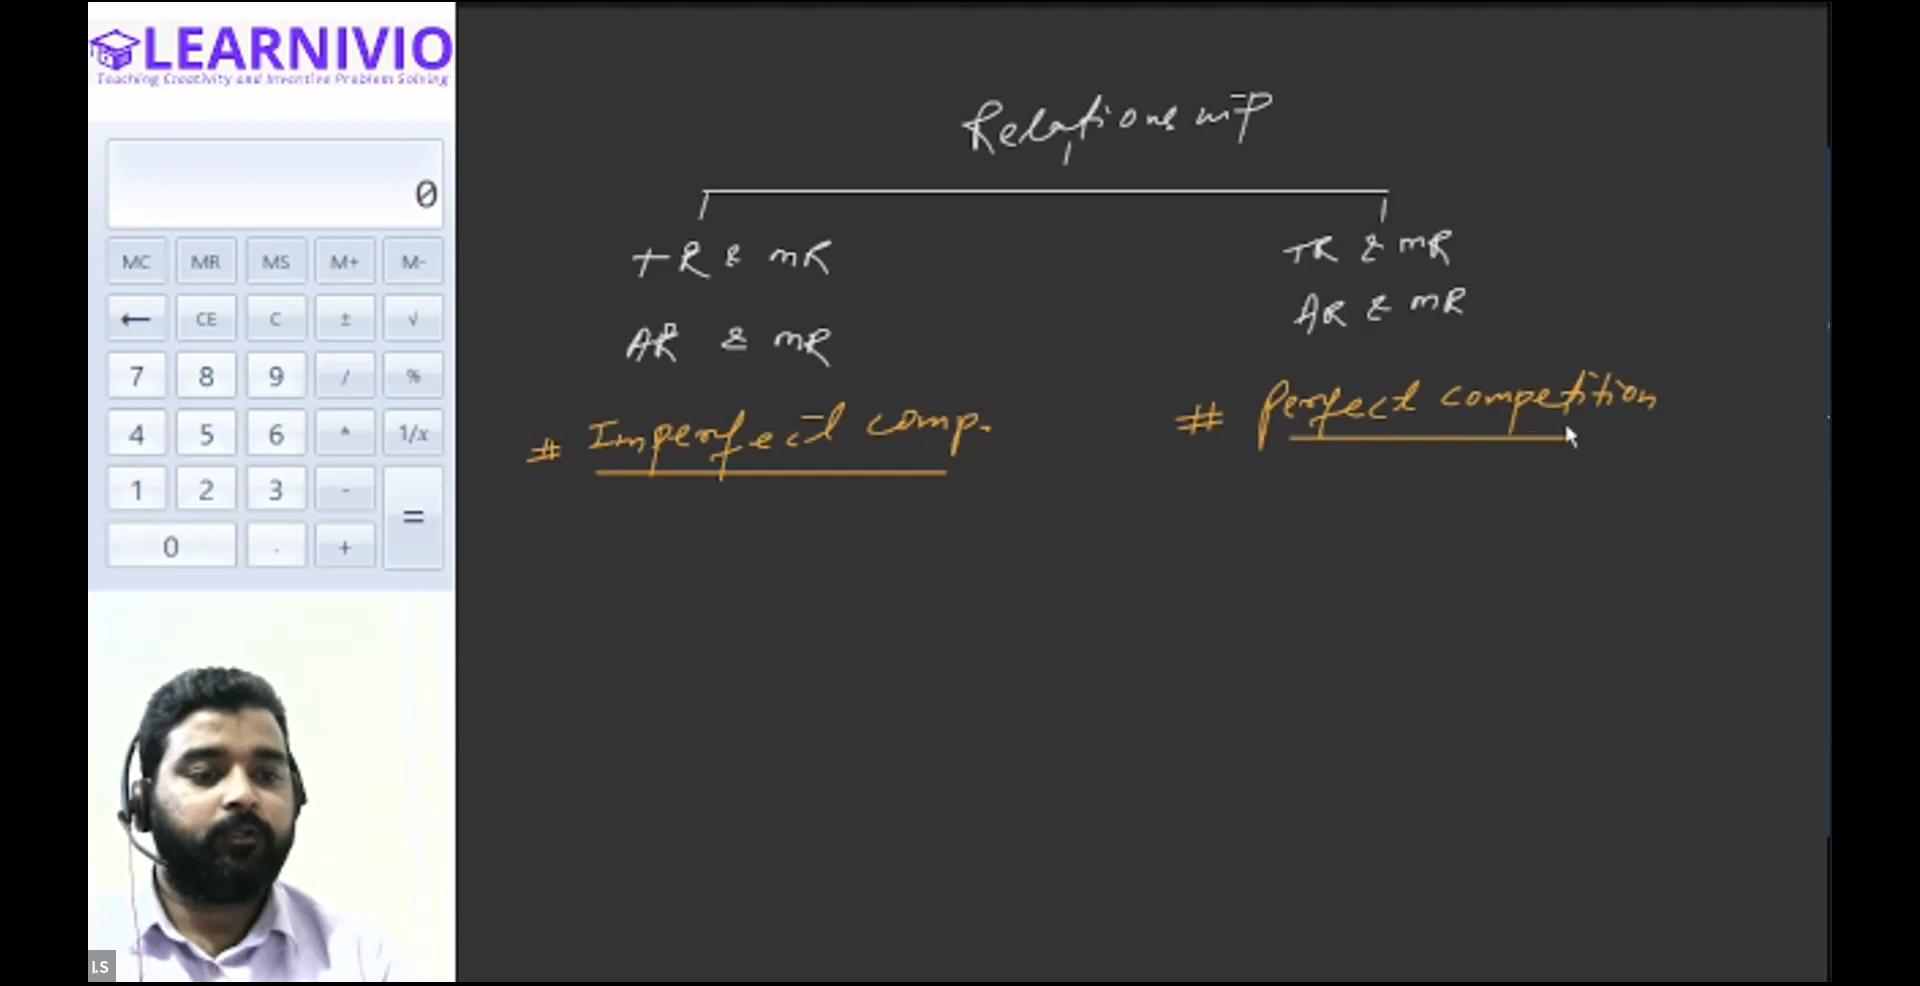 LEARNIVIO
Teaching Creativity and Inventive Problem Solving
0
MC MR MS M+ M-
← CE C ± √
7 8 9 / %
4 5 6 * 1/x
1 2 3 - =
0 . +
I.S
Relationship
TR & MR
AR & MR
# Imperfect comp.
TR & MR
AR & MR
# Perfect competition